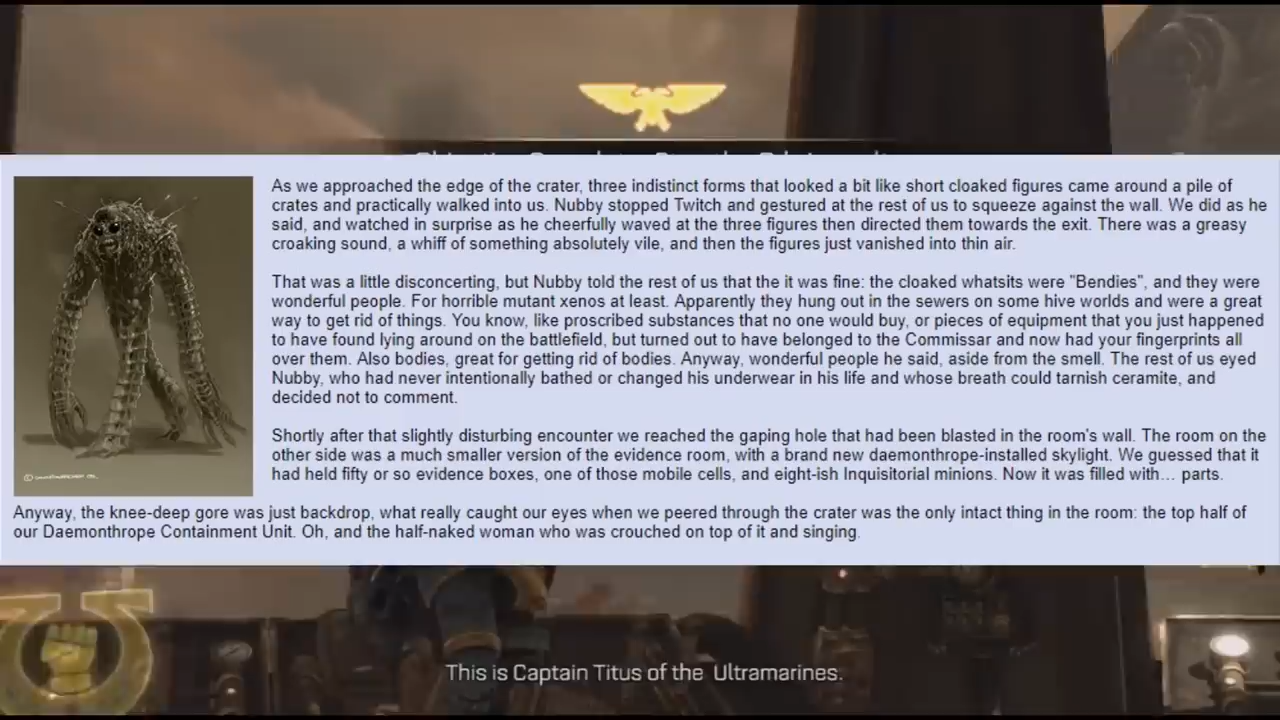 As we approached the edge of the crater, three indistinct forms that looked a bit like short cloaked figures came around a pile of
crates and practically walked into us. Nubby stopped Twitch and gestured at the rest of us to squeeze against the wall. We did as he
said, and watched in surprise as he cheerfully waved at the three figures then directed them towards the exit. There was a greasy
croaking sound, a whiff of something absolutely vile, and then the figures just vanished into thin air.
That was a little disconcerting, but Nubby told the rest of us that the it was fine: the cloaked whatsits were "Bendies", and they were
wonderful people. For horrible mutant xenos at least. Apparently they hung out in the sewers on some hive worlds and were a great
way to get rid of things. You know, like proscribed substances that no one would buy, or pieces of equipment that you just happened
to have found lying around on the battlefield, but turned out to have belonged to the Commissar and now had your fingerprints all
over them. Also bodies, great for getting rid of bodies. Anyway, wonderful people he said, aside from the smell. The rest of us eyed
Nubby, who had never intentionally bathed or changed his underwear in his life and whose breath could tarnish ceramite, and
decided not to comment.
Shortly after that slightly disturbing encounter we reached the gaping hole that had been blasted in the room's wall. The room on the
other side was a much smaller version of the evidence room, with a brand new daemonthrope-installed skylight. We guessed that it
had held fifty or so evidence boxes, one of those mobile cells, and eight-ish Inquisitorial minions. Now it was filled with... parts.
Anyway, the knee-deep gore was just backdrop, what really caught our eyes when we peered through the crater was the only intact thing in the room: the top half of
our Daemonthrope Containment Unit. Oh, and the half-naked woman who was crouched on top of it and singing.
This is Captain Titus of the Ultramarines.